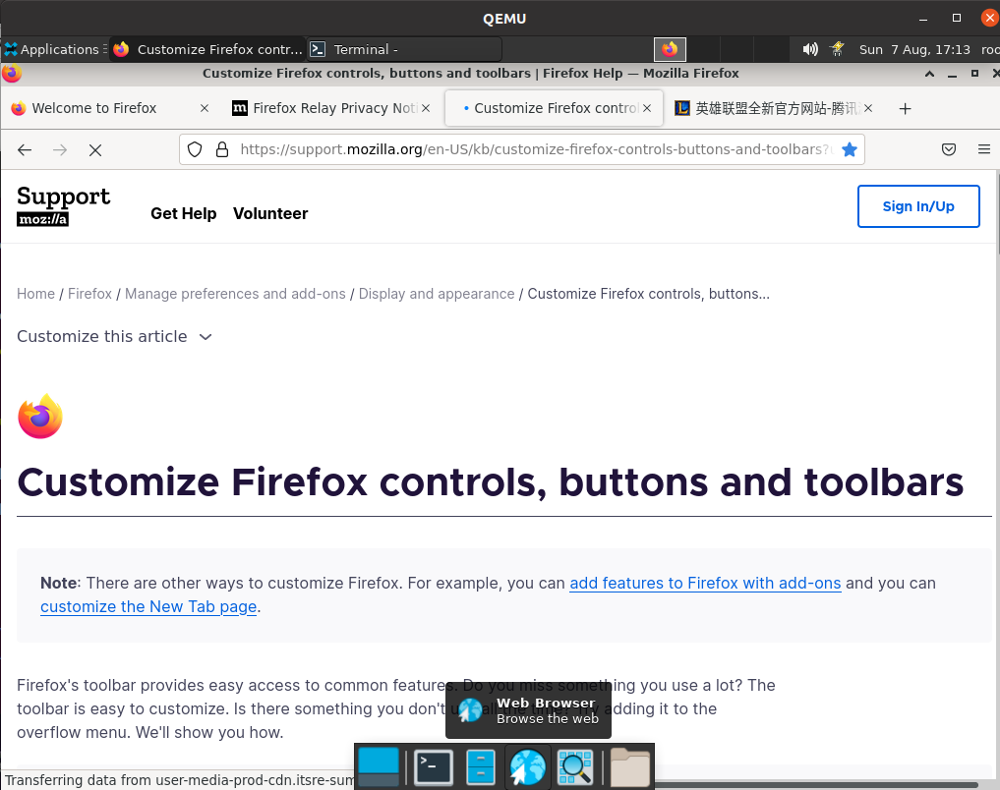 QEMU
Applications
Customize Firefox contr...
Terminal -
Sun 7 Aug, 17:13
roo
Customize Firefox controls, buttons and toolbars | Firefox Help — Mozilla Firefox
Welcome to Firefox
Firefox Relay Privacy Noti
Customize Firefox contro
英雄联盟全新官方网站-腾讯
https://support.mozilla.org/en-US/kb/customize-firefox-controls-buttons-and-toolbars?
Support
moz://a
Get Help
Volunteer
Sign In/Up
Home / Firefox / Manage preferences and add-ons / Display and appearance / Customize Firefox controls, buttons...
Customize this article
Customize Firefox controls, buttons and toolbars
Note: There are other ways to customize Firefox. For example, you can add features to Firefox with add-ons and you can
customize the New Tab page.
Firefox's toolbar provides easy access to common features. Do you miss something you use a lot? The
toolbar is easy to customize. Is there something you don't use all the time? Try adding it to the
overflow menu. We'll show you how.
Web Browser
Browse the web
Transferring data from user-media-prod-cdn.itsre-sum